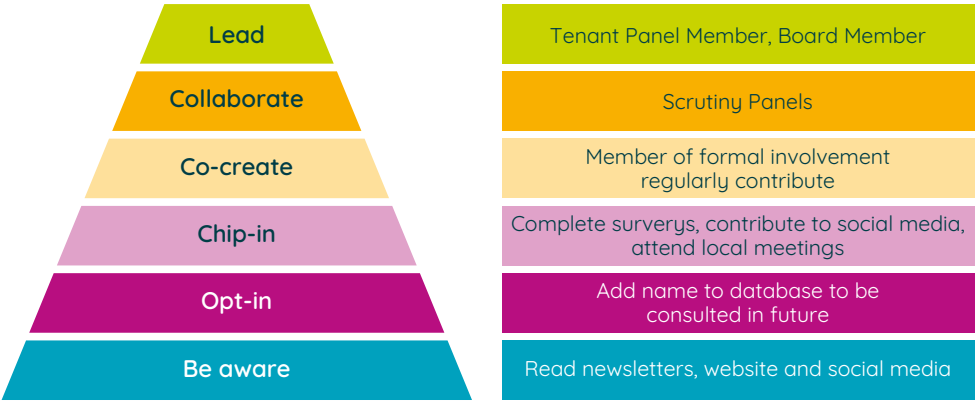 Lead
Tenant Panel Member, Board Member
Collaborate
Scrutiny Panels
Co-create
Member of formal involvement
regularly contribute
Chip-in
Complete surverys, contribute to social media,
attend local meetings
Opt-in
Add name to database to be
consulted in future
Be aware
Read newsletters, website and social media